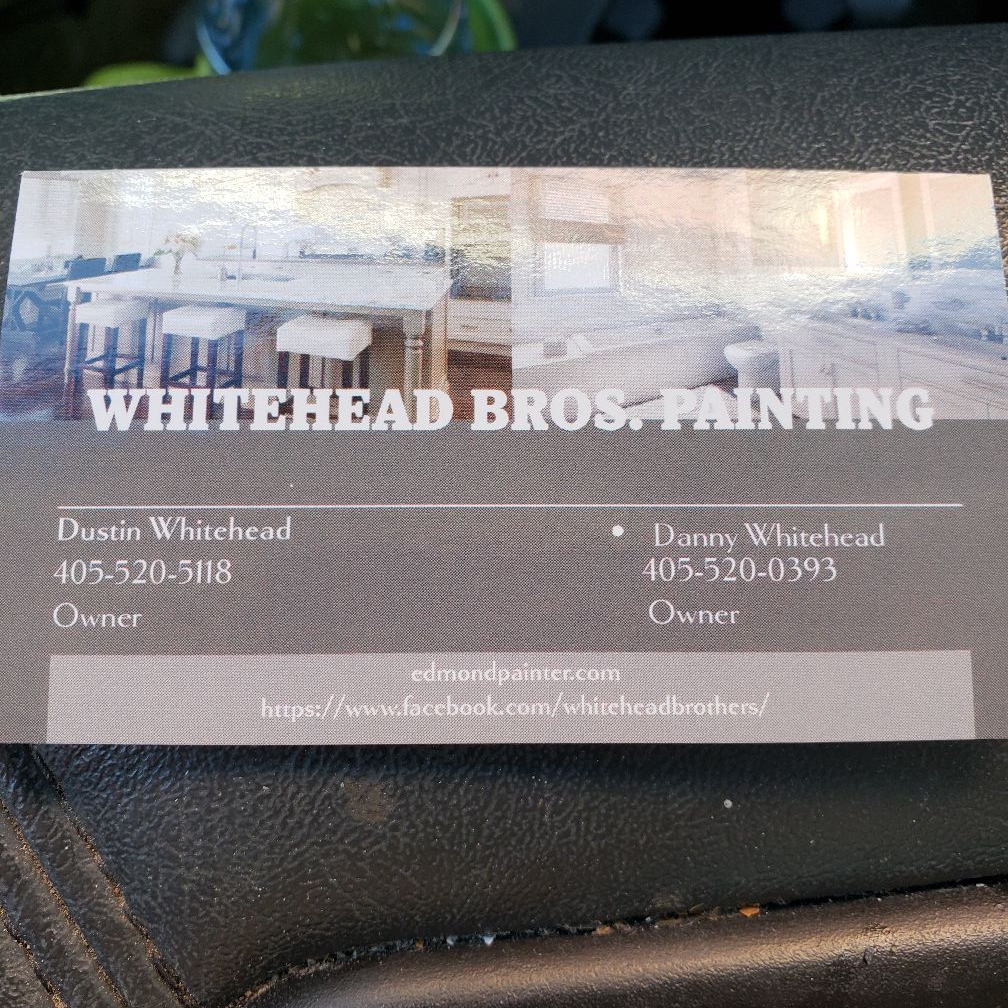 WHITEHEAD BROS. PAINTING
Dustin Whitehead
405-520-5118
Owner
• Danny Whitehead
405-520-0393
Owner
edmondpainter.com
https://www.facebook.com/whiteheadbrothers/